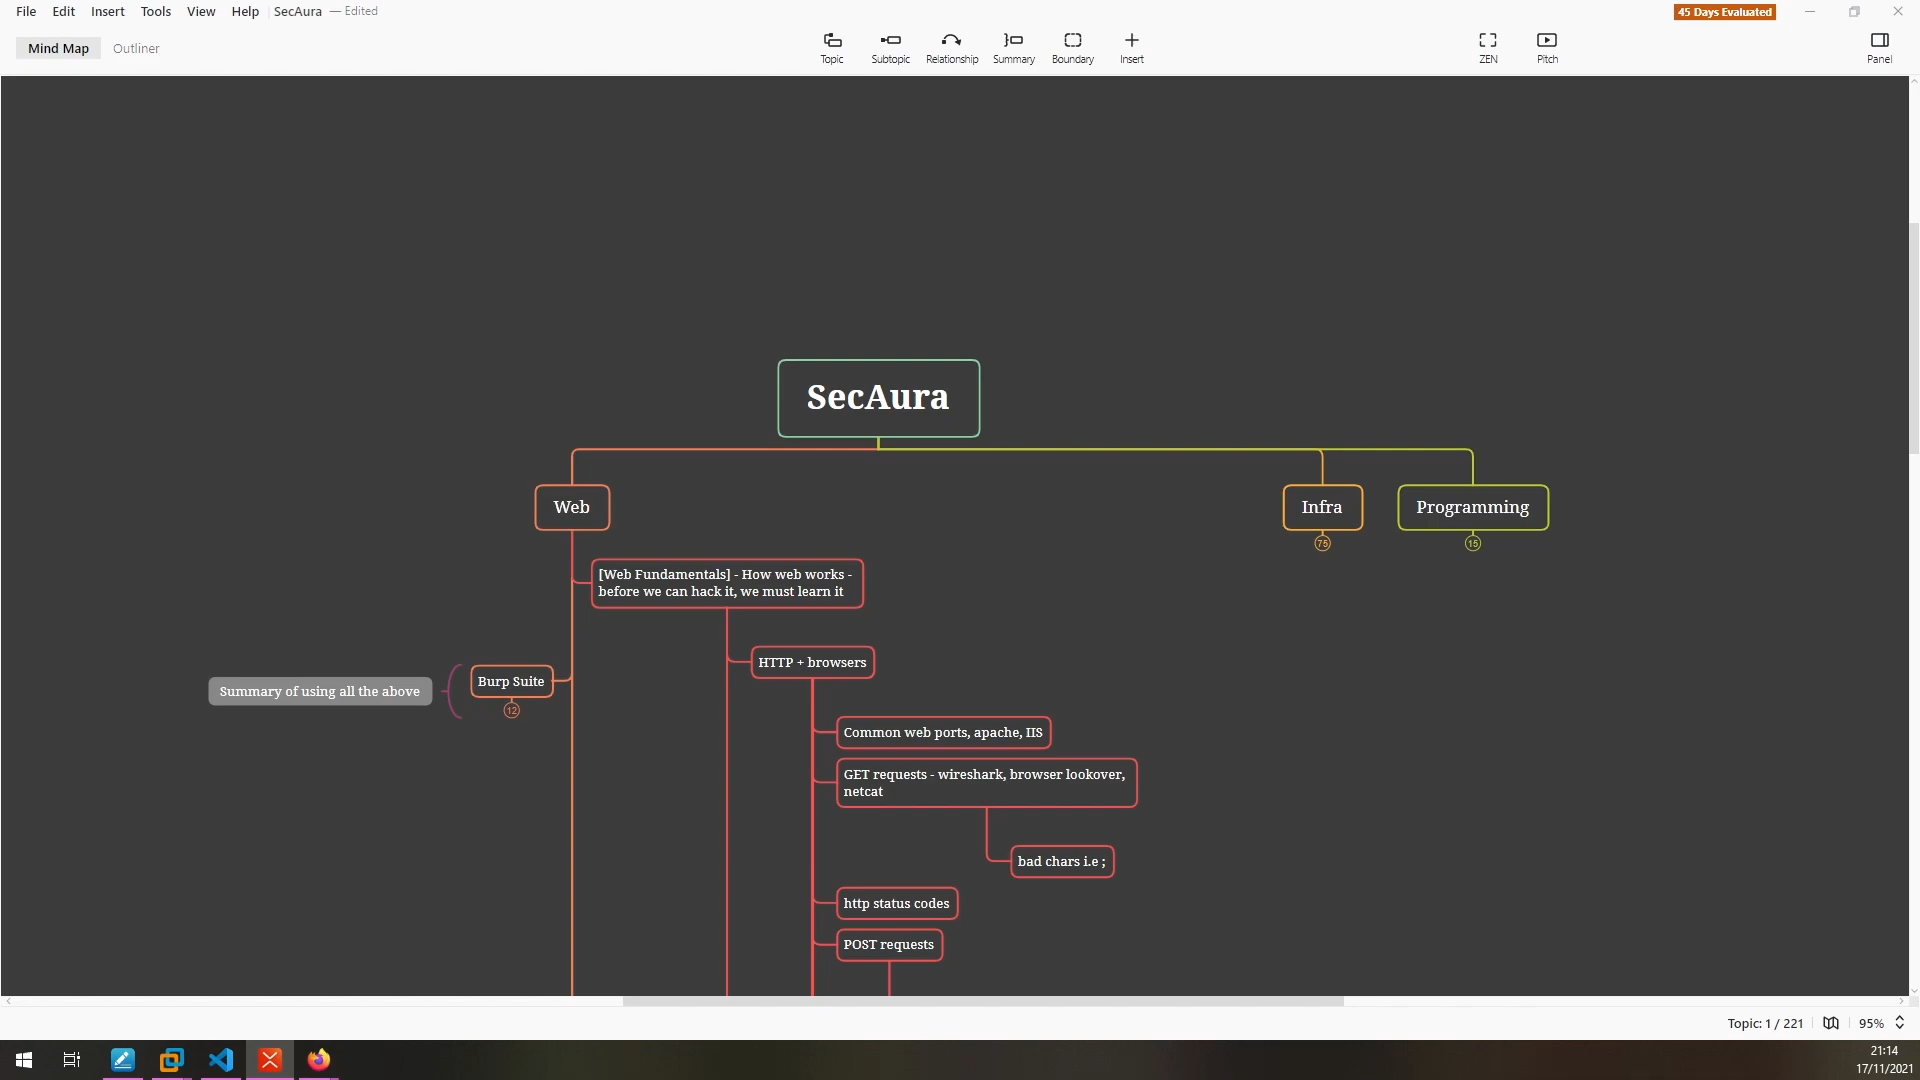 File Edit Insert Tools View Help SecAura — Edited
45 Days Evaluated
Mind Map Outliner
Topic Subtopic Relationship Summary Boundary Insert
ZEN Pitch
Panel
SecAura
Web
Infra
Programming
75
15
[Web Fundamentals] - How web works -
before we can hack it, we must learn it
HTTP + browsers
Burp Suite
Summary of using all the above
12
Common web ports, apache, IIS
GET requests - wireshark, browser lookover,
netcat
bad chars i.e ;
http status codes
POST requests
Topic: 1 / 221
95%
21:14
17/11/2021